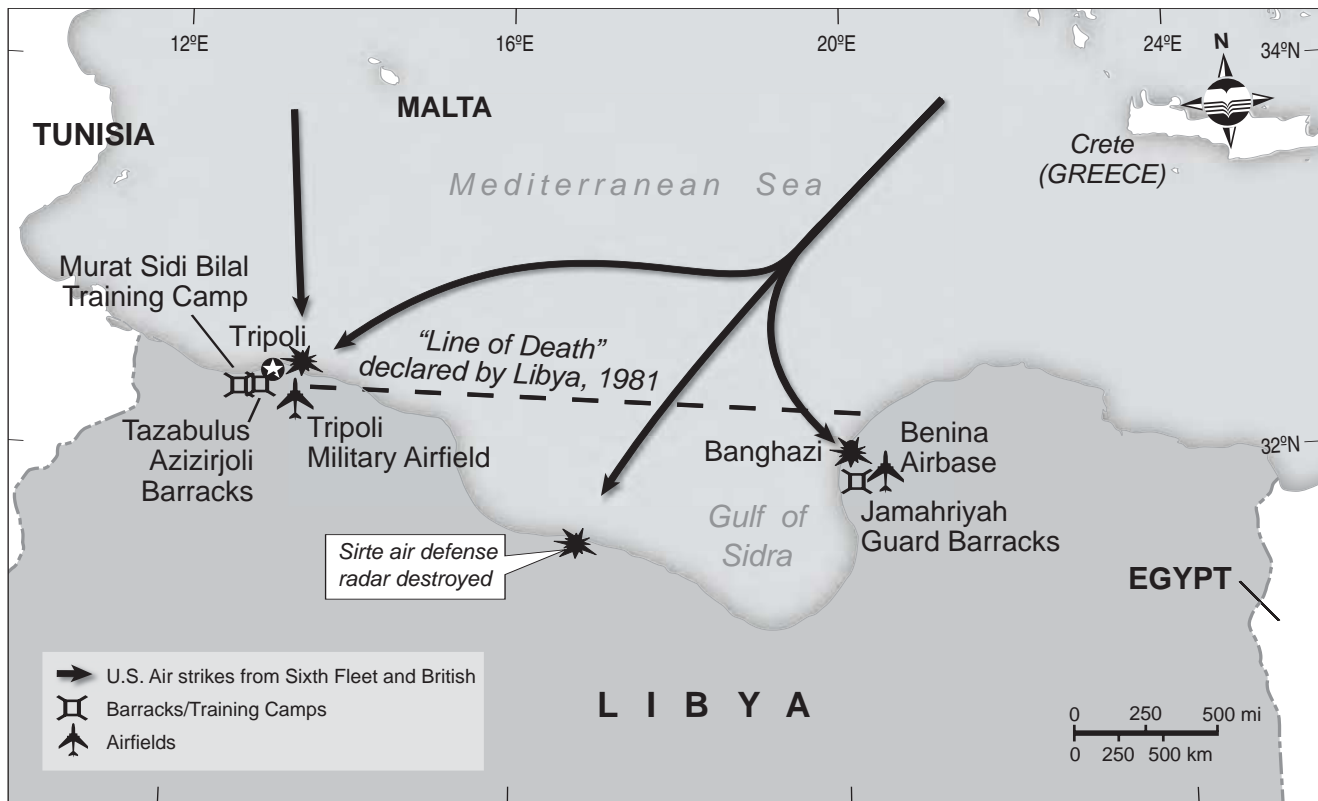 12ºE
16ºE
20ºE
24ºE
34ºN
N
TUNISIA
MALTA
Crete
(GREECE)
Mediterranean Sea
Murat Sidi Bilal
Training Camp
Tripoli
“Line of Death”
declared by Libya, 1981
Tazabulus
Azizirjoli
Barracks
Tripoli
Military Airfield
Banghazi
Benina
Airbase
32ºN
Jamahriyah
Guard Barracks
Gulf of
Sidra
Sirte air defense
radar destroyed
EGYPT
LIBYA
U.S. Air strikes from Sixth Fleet and British
Barracks/Training Camps
Airfields
0 250 500 mi
0 250 500 km